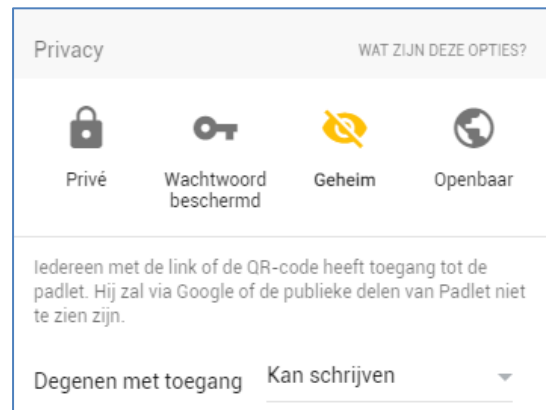 Privacy WAT ZIJN DEZE OPTIES?
Privé Wachtwoord beschermd Geheim Openbaar
Iedereen met de link of de QR-code heeft toegang tot de
padlet. Hij zal via Google of de publieke delen van Padlet niet
te zien zijn.
Degenen met toegang Kan schrijven